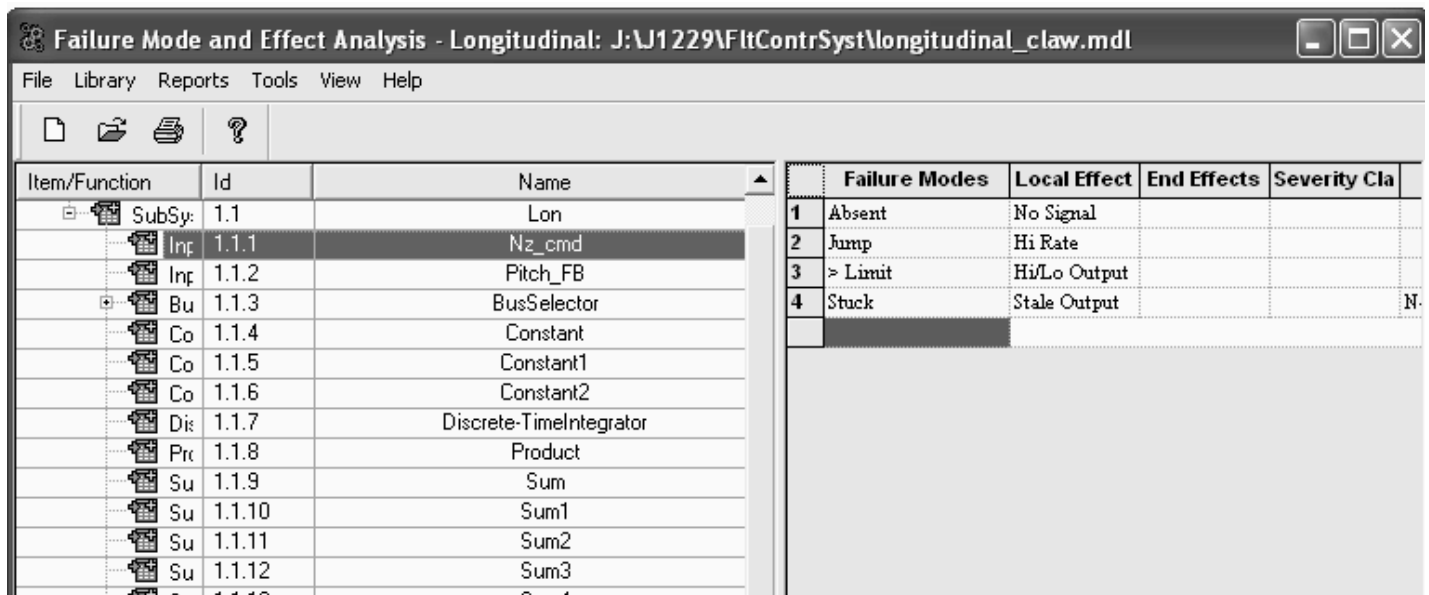 Failure Mode and Effect Analysis - Longitudinal: J:\J1229\FltContrSyst\longitudinal_claw.mdl
File Library Reports Tools View Help
Item/Function Id Name Failure Modes Local Effect End Effects Severity Cla
SubSy: 1.1 Lon 1 Absent No Signal
Inp 1.1.1 Nz_cmd 2 Jump Hi Rate
Inp 1.1.2 Pitch_FB 3 > Limit Hi/Lo Output
Bu 1.1.3 BusSelector 4 Stuck Stale Output N
Co 1.1.4 Constant
Co 1.1.5 Constant1
Co 1.1.6 Constant2
Dis 1.1.7 Discrete-TimeIntegrator
Pro 1.1.8 Product
Su 1.1.9 Sum
Su 1.1.10 Sum1
Su 1.1.11 Sum2
Su 1.1.12 Sum3